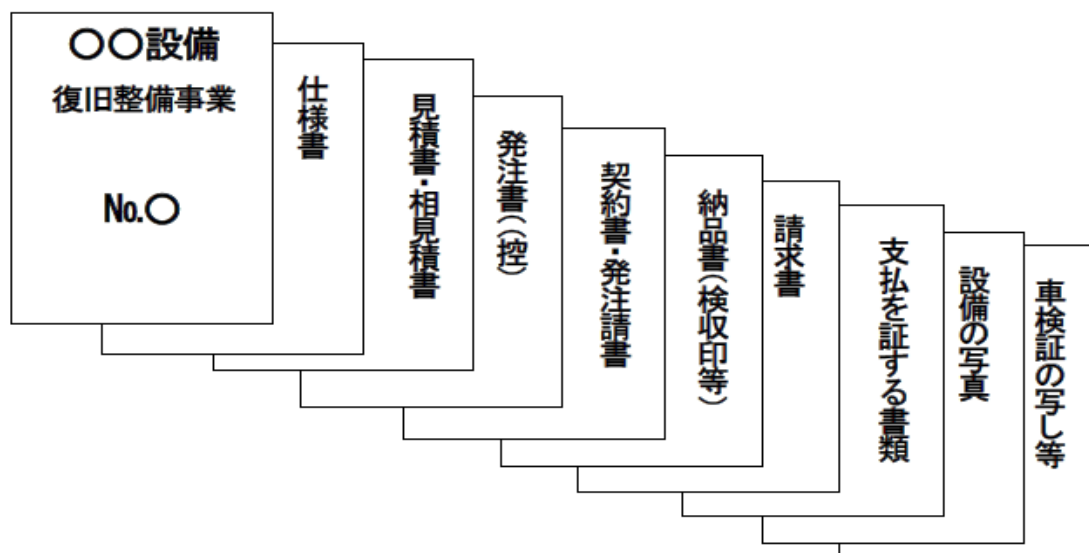 〇〇設備
復旧整備事業
No.〇
仕様書
見積書・相見積書
発注書((控)
契約書・発注請書
納品書(検収印等)
請求書
支払を証する書類
設備の写真
車検証の写し等